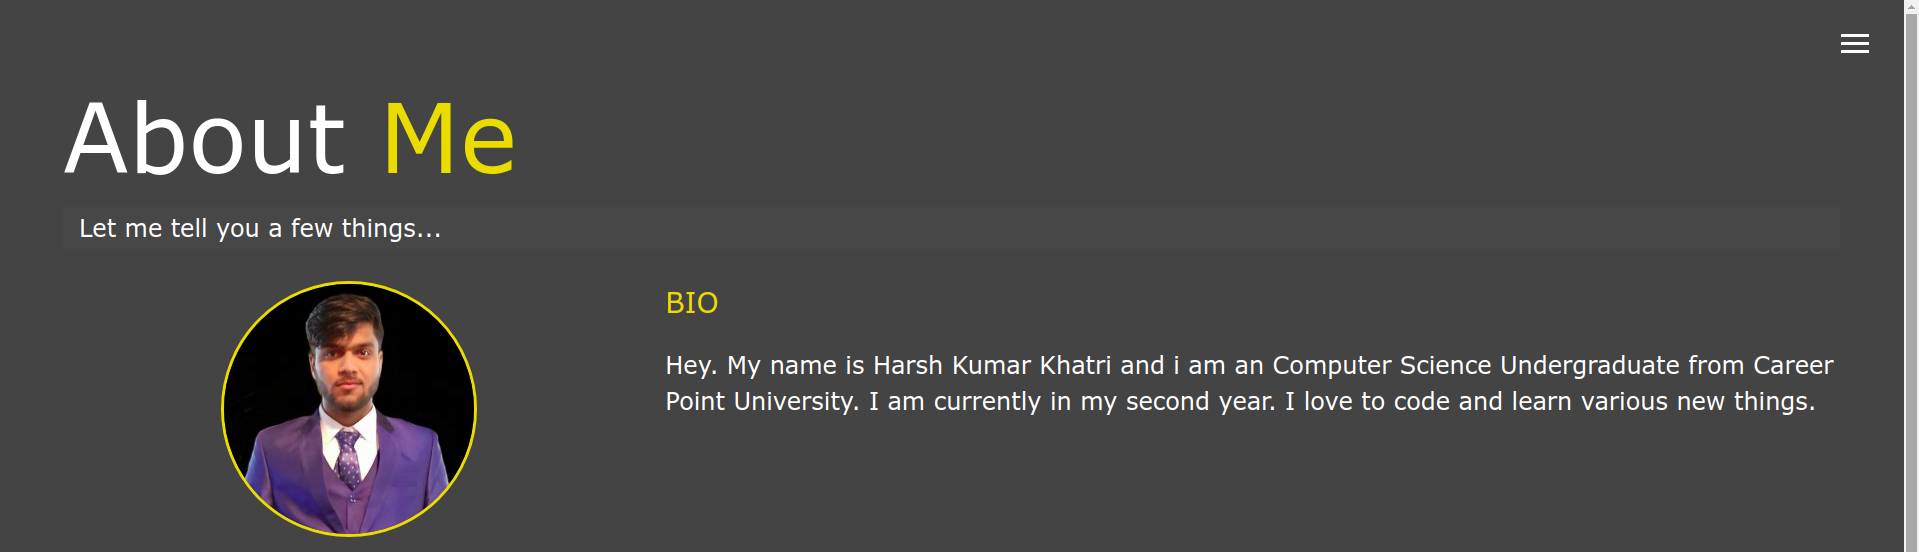 About Me
Let me tell you a few things...
BIO
Hey. My name is Harsh Kumar Khatri and i am an Computer Science Undergraduate from Career
Point University. I am currently in my second year. I love to code and learn various new things.